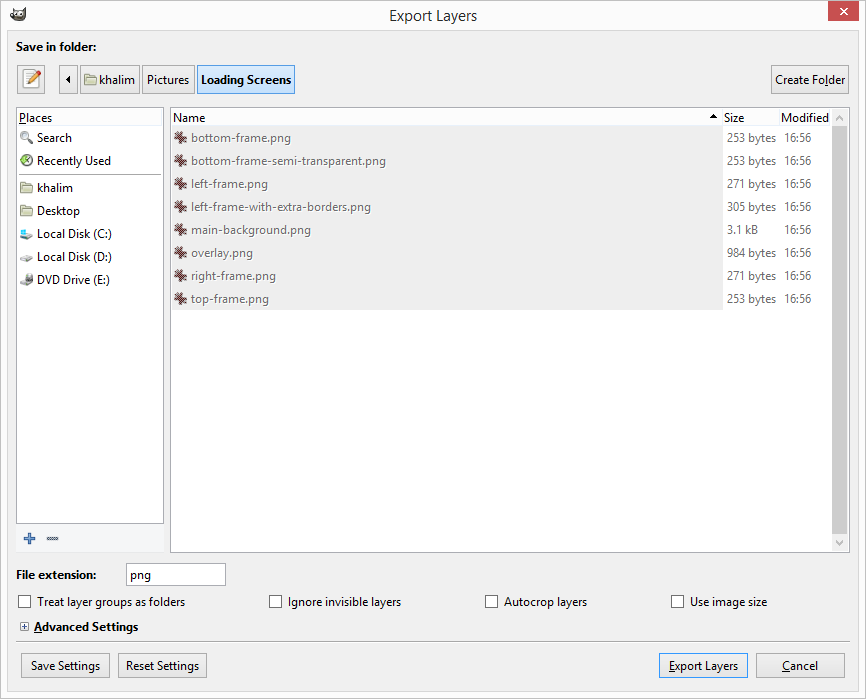 Export Layers
Save in folder:
khalim Pictures Loading Screens Create Folder
Places
Search
Recently Used
khalim
Desktop
Local Disk (C:)
Local Disk (D:)
DVD Drive (E:)
Name Size Modified
bottom-frame.png 253 bytes 16:56
bottom-frame-semi-transparent.png 253 bytes 16:56
left-frame.png 271 bytes 16:56
left-frame-with-extra-borders.png 305 bytes 16:56
main-background.png 3.1 kB 16:56
overlay.png 984 bytes 16:56
right-frame.png 271 bytes 16:56
top-frame.png 253 bytes 16:56
File extension: png
Treat layer groups as folders Ignore invisible layers Autocrop layers Use image size
Advanced Settings
Save Settings Reset Settings Export Layers Cancel